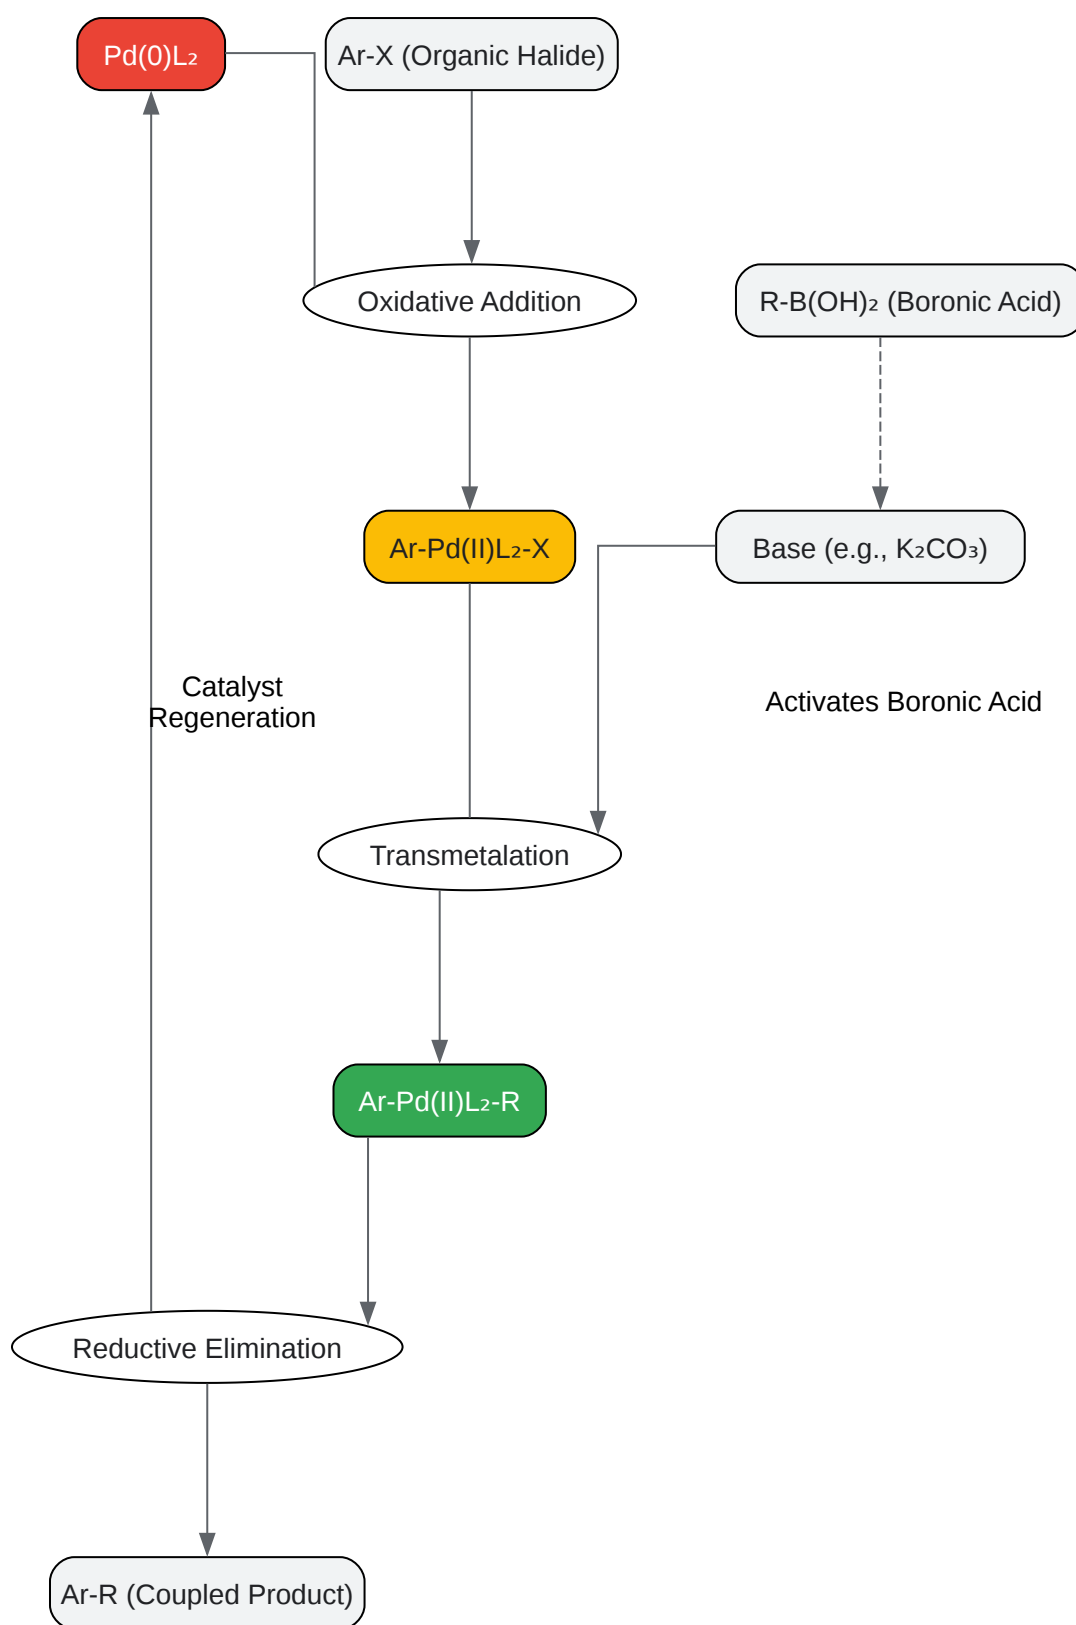 Pd(0)L₂
Ar-X (Organic Halide)
Oxidative Addition
R-B(OH)₂ (Boronic Acid)
Ar-Pd(II)L₂-X
Base (e.g., K₂CO₃)
Catalyst
Regeneration
Activates Boronic Acid
Transmetalation
Ar-Pd(II)L₂-R
Reductive Elimination
Ar-R (Coupled Product)